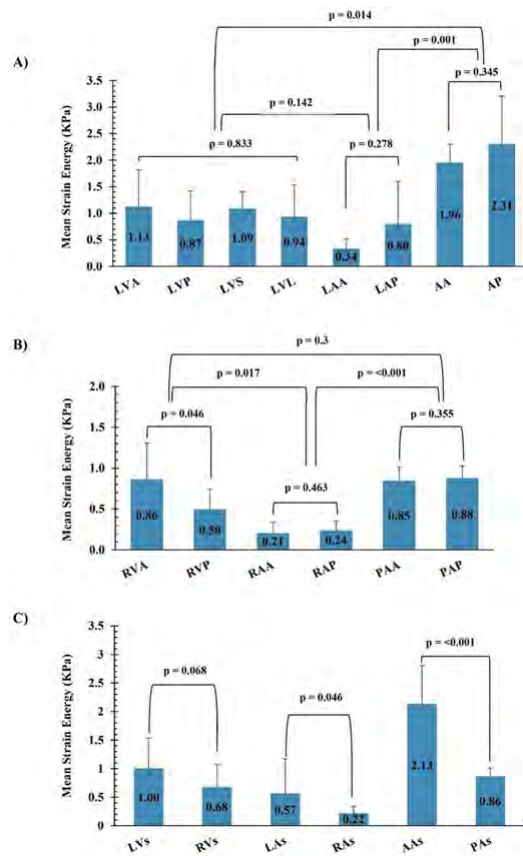 A)
p = 0.014
p = 0.001
p = 0.345
p = 0.142
p = 0.833
p = 0.278
Mean Strain Energy (KPa)
3.5
3.0
2.5
2.0
1.5
1.0
0.5
0.0
1.13
0.87
1.09
0.94
0.34
0.80
1.96
2.31
LVA
LVP
LVS
LVL
LAA
LAP
AA
AP
B)
p = 0.3
p = 0.017
p = <0.001
p = 0.046
p = 0.355
p = 0.463
Mean Strain Energy (KPa)
2.0
1.5
1.0
0.5
0.0
0.86
0.50
0.21
0.24
0.85
0.88
RVA
RVP
RAA
RAP
PAA
PAP
C)
p = <0.001
p = 0.068
p = 0.046
Mean Strain Energy (KPa)
3.5
3
2.5
2
1.5
1
0.5
0
1.00
0.68
0.57
0.22
2.13
0.86
LVs
RVs
LAs
RAs
AAs
PAs